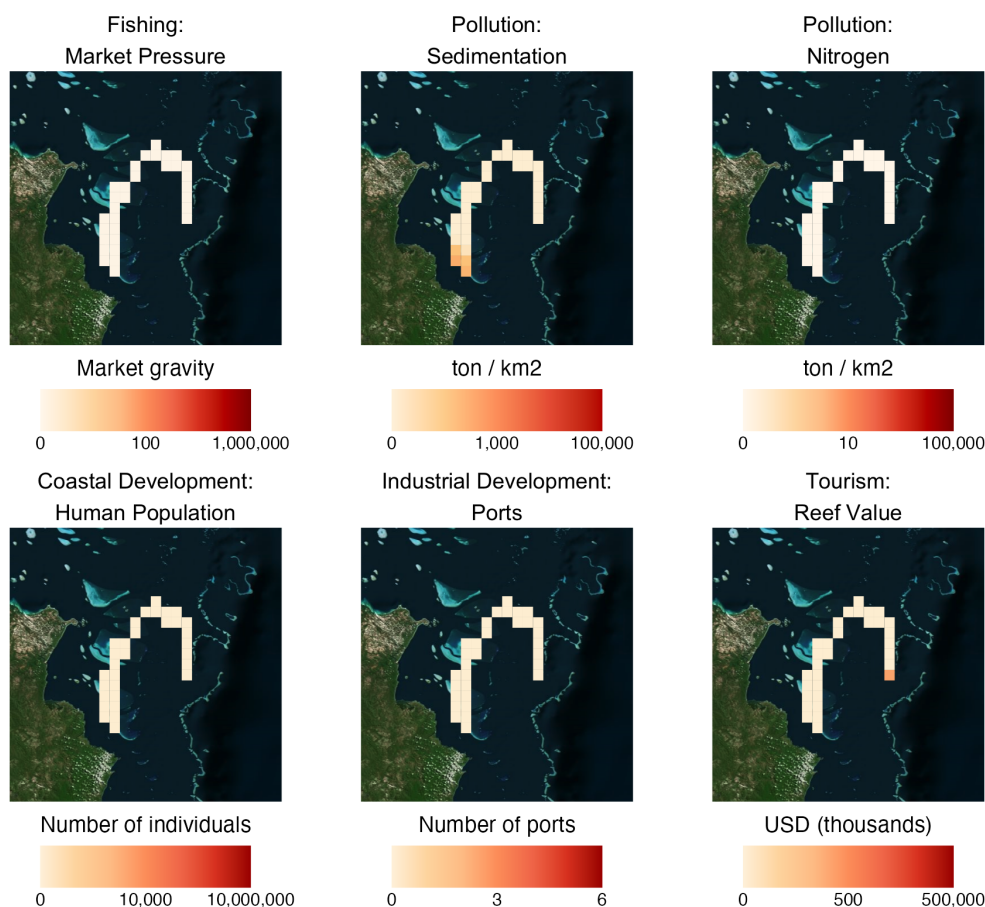 Fishing:
Market Pressure
Pollution:
Sedimentation
Pollution:
Nitrogen
Market gravity
0 100 1,000,000
ton / km2
0 1,000 100,000
ton / km2
0 10 100,000
Coastal Development:
Human Population
Industrial Development:
Ports
Tourism:
Reef Value
Number of individuals
0 10,000 10,000,000
Number of ports
0 3 6
USD (thousands)
0 500 500,000